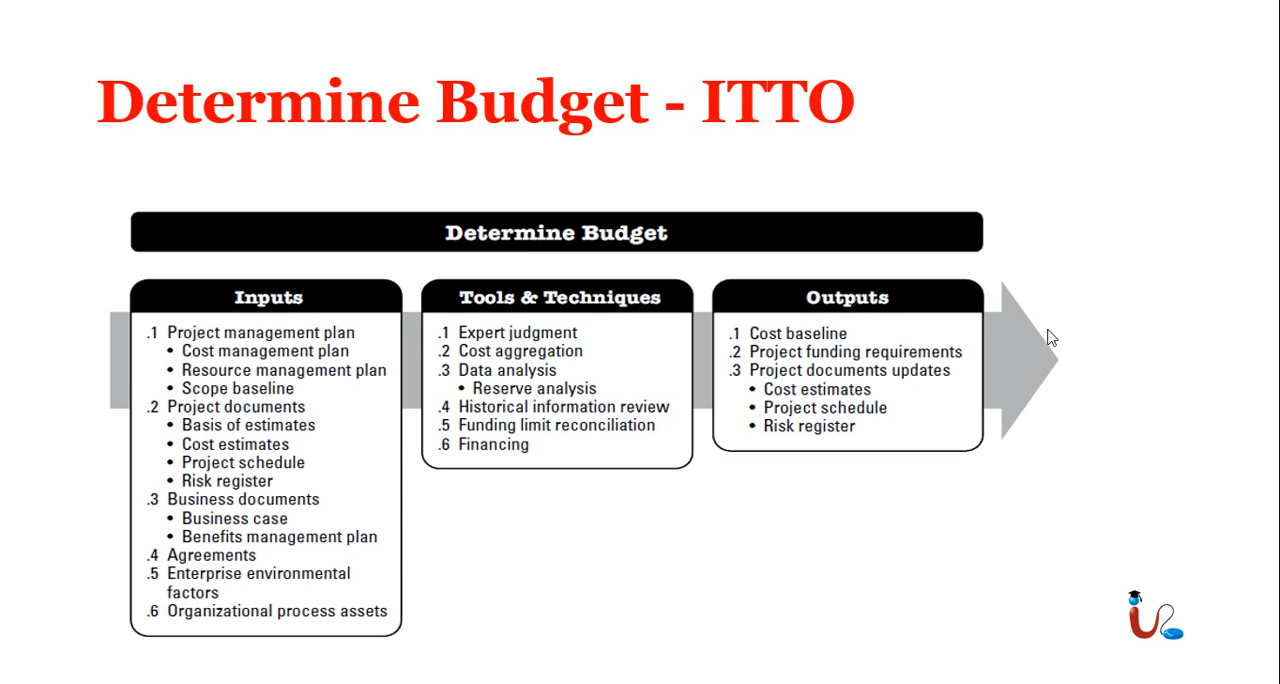 Determine Budget - ITTO
Determine Budget
Inputs
.1 Project management plan
• Cost management plan
• Resource management plan
• Scope baseline
.2 Project documents
• Basis of estimates
• Cost estimates
• Project schedule
• Risk register
.3 Business documents
• Business case
• Benefits management plan
.4 Agreements
.5 Enterprise environmental
factors
.6 Organizational process assets
Tools & Techniques
.1 Expert judgment
.2 Cost aggregation
.3 Data analysis
• Reserve analysis
.4 Historical information review
.5 Funding limit reconciliation
.6 Financing
Outputs
.1 Cost baseline
.2 Project funding requirements
.3 Project documents updates
• Cost estimates
• Project schedule
• Risk register